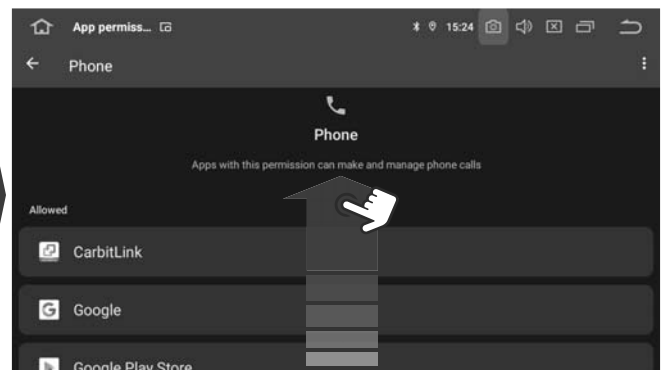 App permiss... 15:24
Phone
Phone
Apps with this permission can make and manage phone calls
Allowed
CarbitLink
G Google
Google Play Store